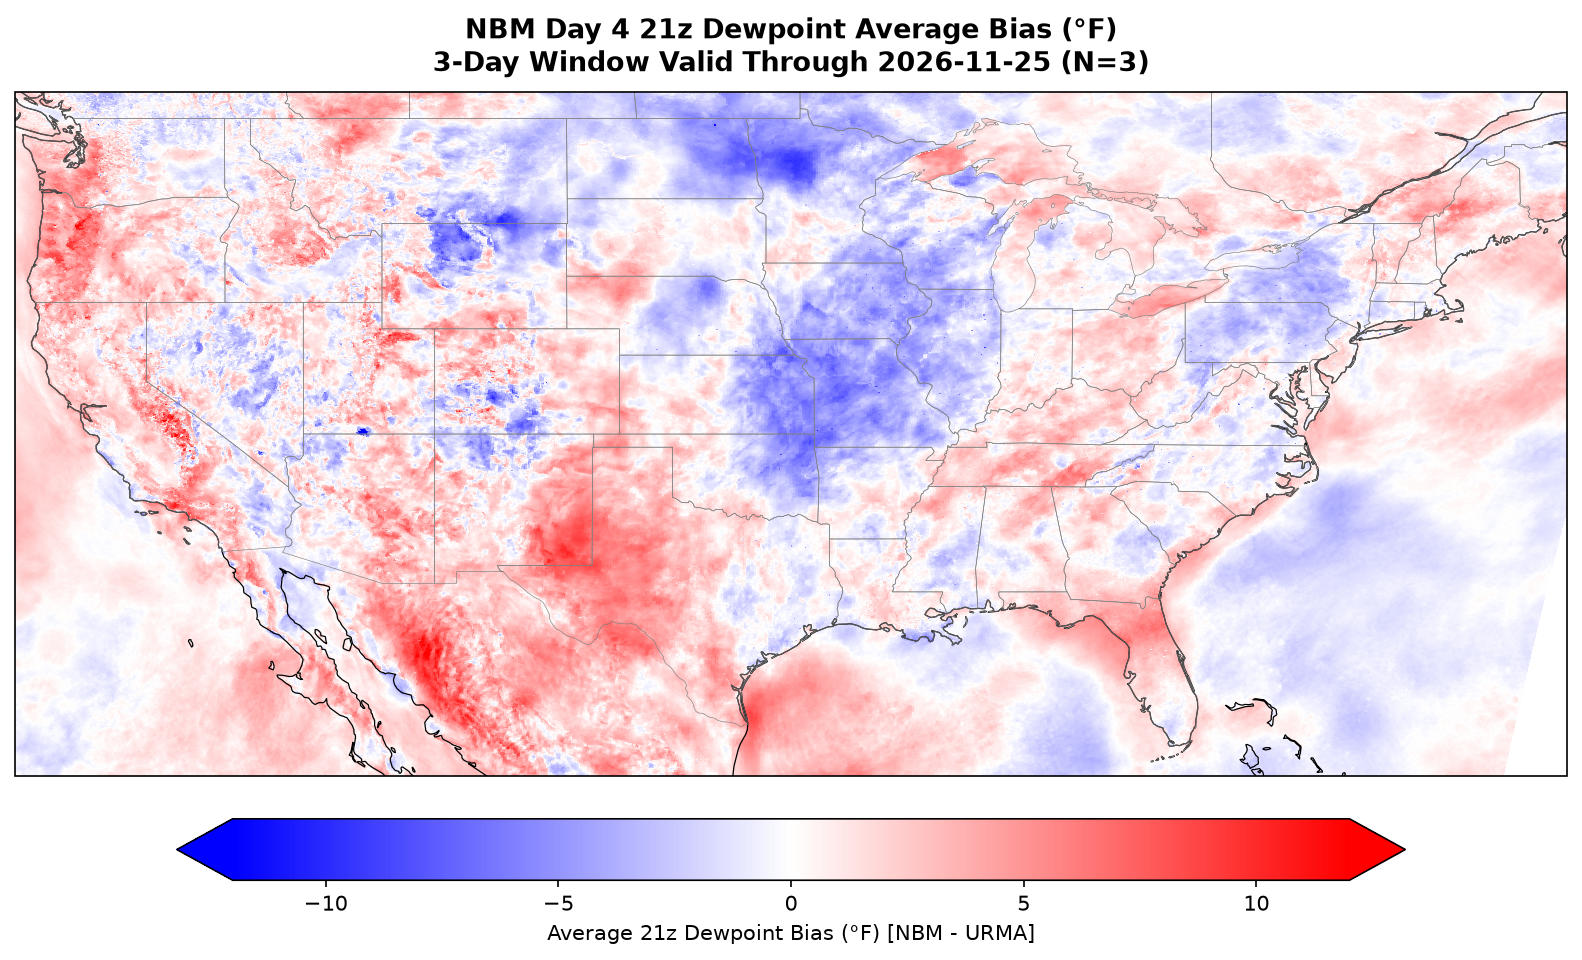 NBM Day 4 21z Dewpoint Average Bias (°F)
3-Day Window Valid Through 2026-11-25 (N=3)
−10 −5 0 5 10
Average 21z Dewpoint Bias (°F) [NBM - URMA]